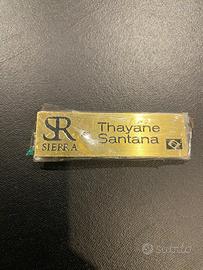 SR
SIERRA
Thayane
Santana
subito